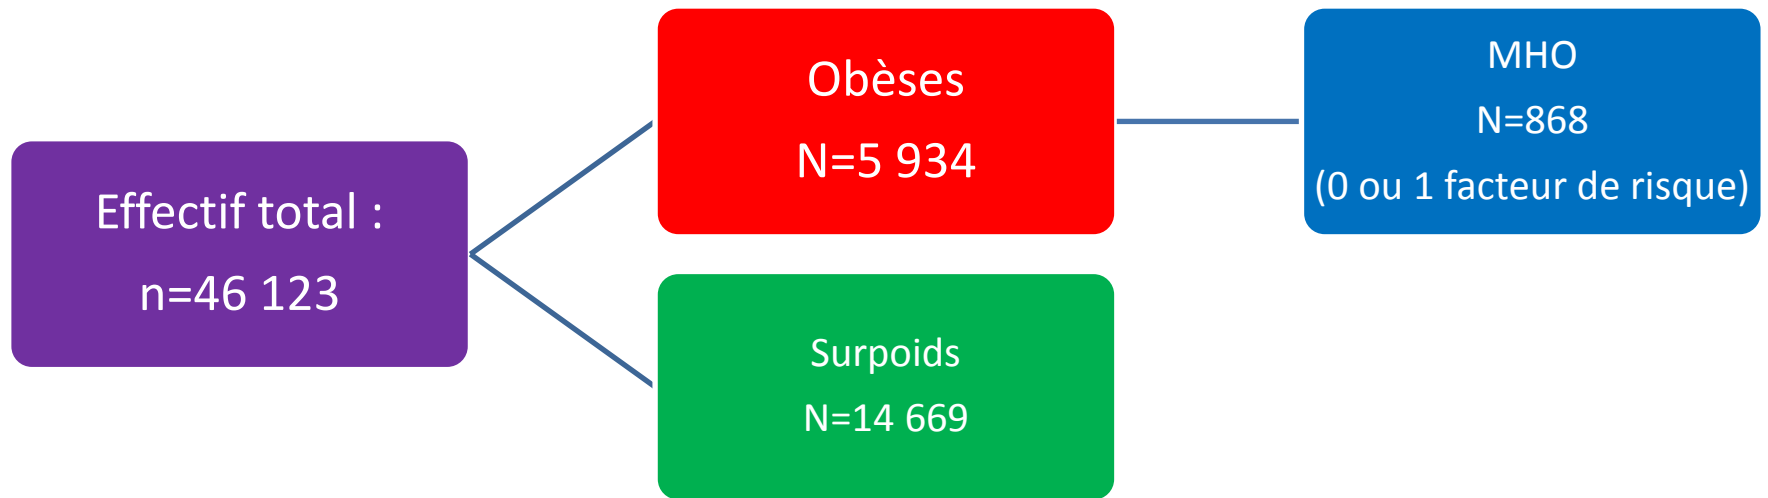 Effectif total :
n=46 123
Obèses
N=5 934
Surpoids
N=14 669
MHO
N=868
(0 ou 1 facteur de risque)